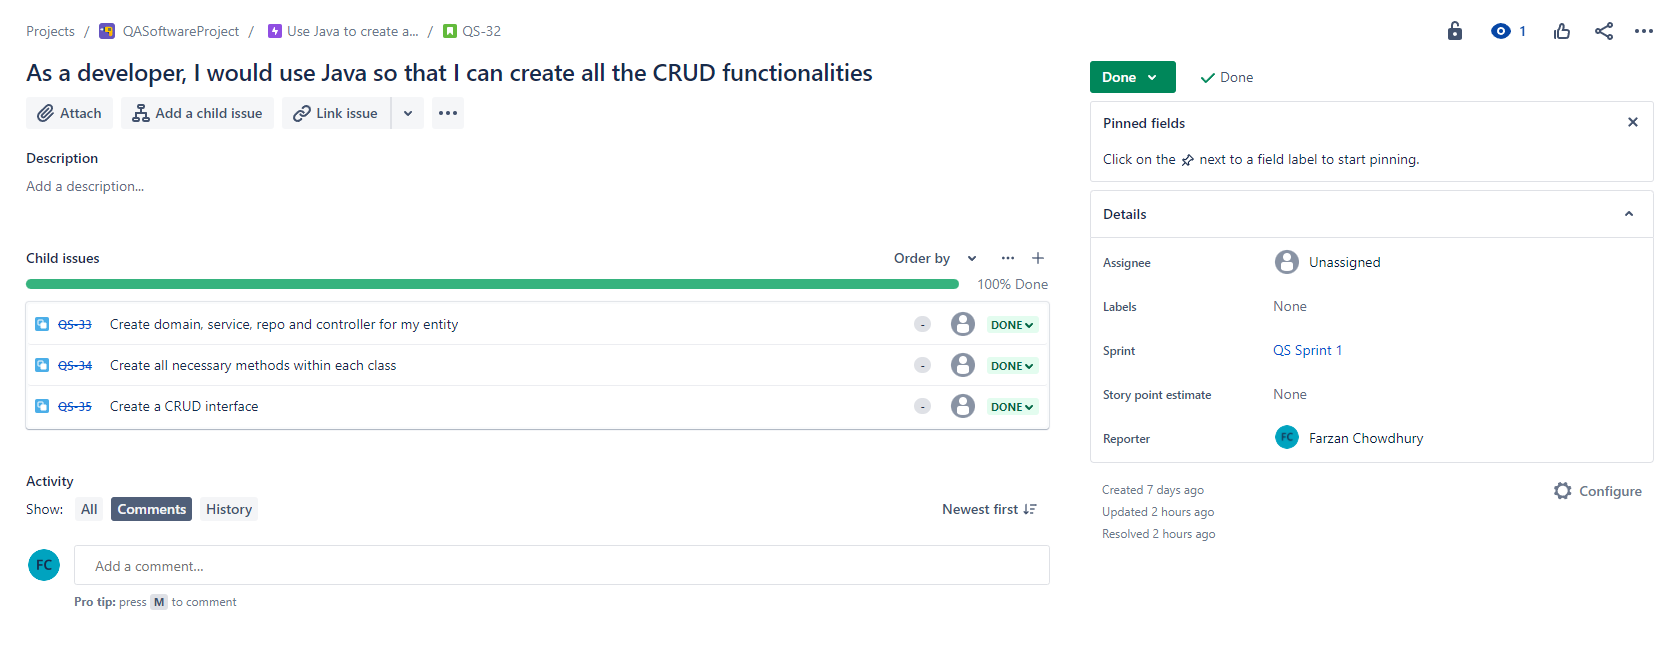 Projects / QASoftwareProject / Use Java to create a... / QS-32
1
As a developer, I would use Java so that I can create all the CRUD functionalities
Attach
Add a child issue
Link issue
Description
Add a description...
Child issues
Order by
100% Done
QS-33 Create domain, service, repo and controller for my entity - DONE
QS-34 Create all necessary methods within each class - DONE
QS-35 Create a CRUD interface - DONE
Activity
Show: All Comments History
Newest first
FC Add a comment...
Pro tip: press M to comment
Done
Done
Pinned fields
Click on the next to a field label to start pinning.
Details
Assignee Unassigned
Labels None
Sprint QS Sprint 1
Story point estimate None
Reporter FC Farzan Chowdhury
Created 7 days ago
Configure
Updated 2 hours ago
Resolved 2 hours ago